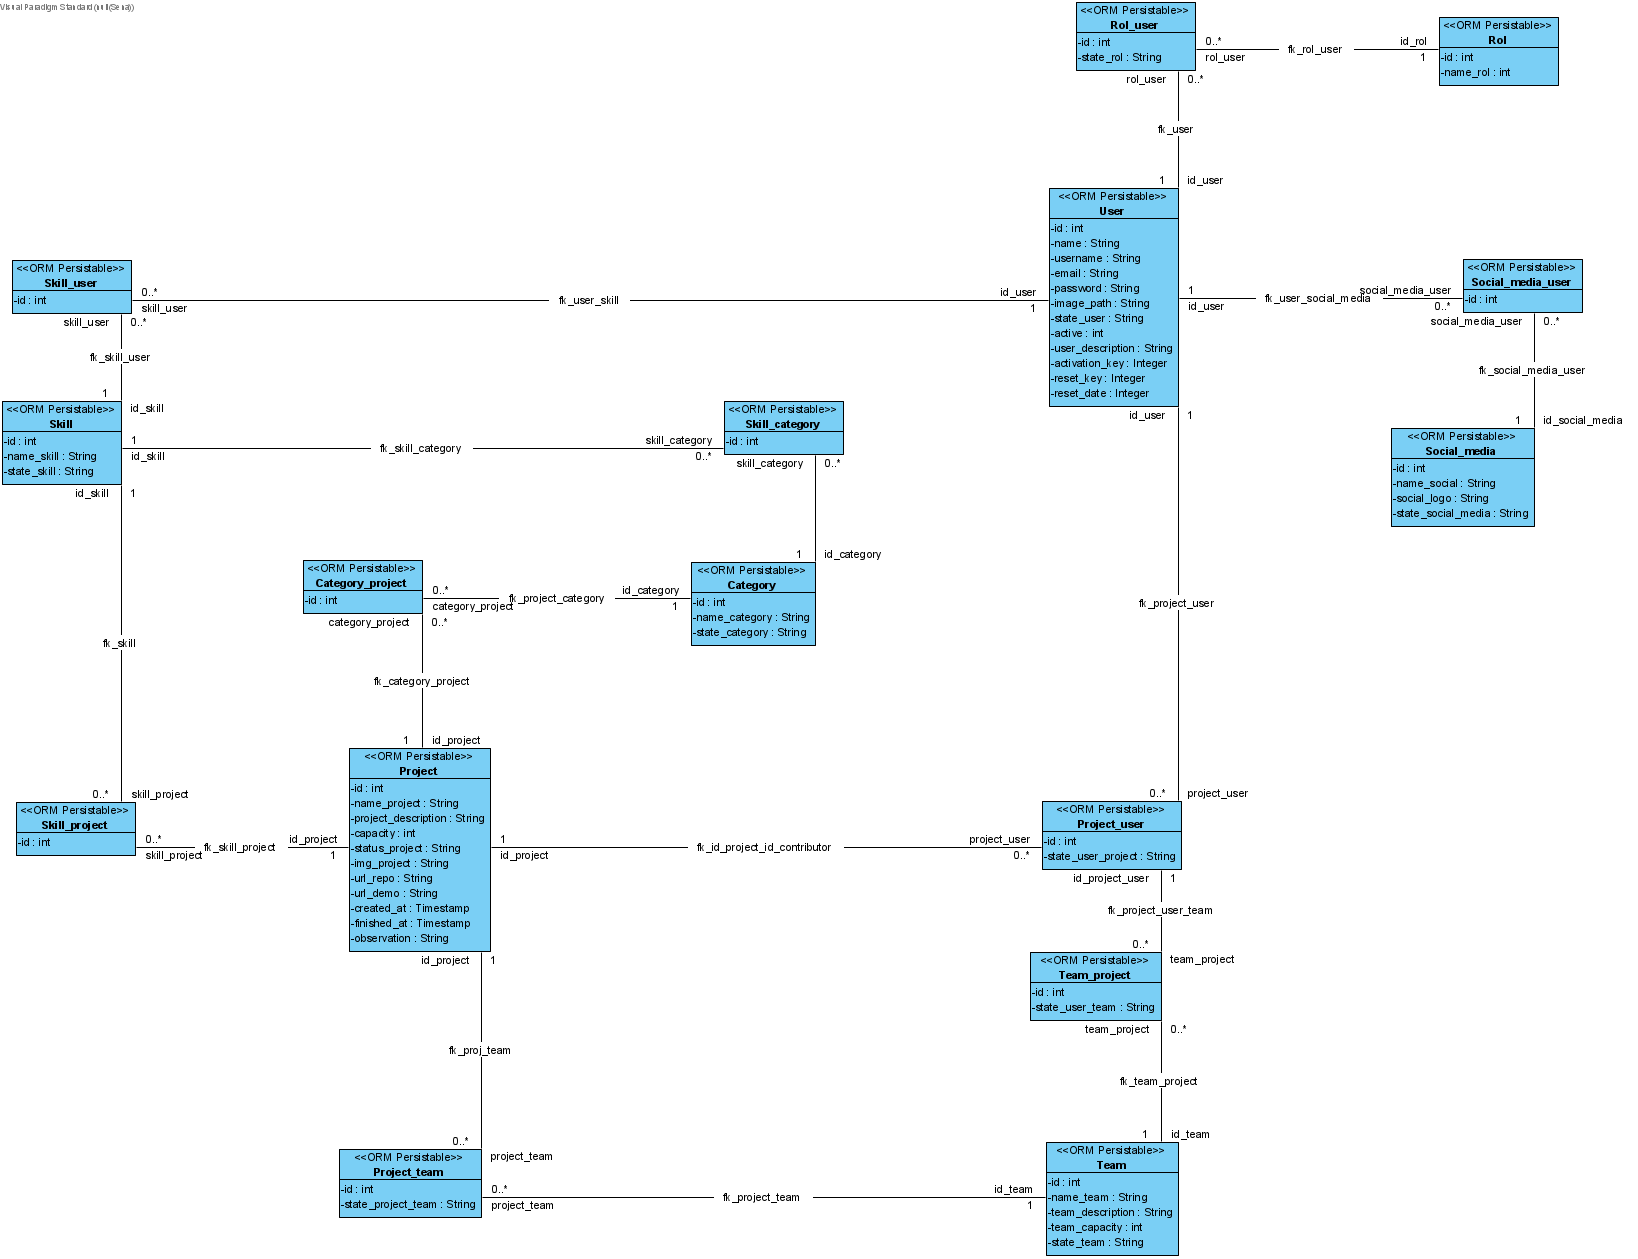 Visual Paradigm Standard (null(Sena))
<<ORM Persistable>>
Rol_user
-id : int
-state_rol : String
0..*
rol_user
fk_rol_user
id_rol
1
<<ORM Persistable>>
Rol
-id : int
-name_rol : int
rol_user
0..*
fk_user
1
id_user
<<ORM Persistable>>
User
-id : int
-name : String
-username : String
-email : String
-password : String
-image_path : String
-state_user : String
-active : int
-user_description : String
-activation_key : Integer
-reset_key : Integer
-reset_date : Integer
<<ORM Persistable>>
Skill_user
-id : int
0..*
skill_user
fk_user_skill
id_user
1
1
id_user
fk_user_social_media
social_media_user
0..*
<<ORM Persistable>>
Social_media_user
-id : int
social_media_user
0..*
fk_social_media_user
1
id_social_media
<<ORM Persistable>>
Social_media
-id : int
-name_social : String
-social_logo : String
-state_social_media : String
skill_user
0..*
fk_skill_user
1
id_skill
<<ORM Persistable>>
Skill
-id : int
-name_skill : String
-state_skill : String
1
id_skill
fk_skill_category
skill_category
0..*
<<ORM Persistable>>
Skill_category
-id : int
skill_category
0..*
1
id_category
id_user
1
fk_project_user
0..*
project_user
id_skill
1
fk_skill
0..*
skill_project
<<ORM Persistable>>
Category_project
-id : int
0..*
category_project
fk_project_category
id_category
1
<<ORM Persistable>>
Category
-id : int
-name_category : String
-state_category : String
category_project
0..*
fk_category_project
1
id_project
<<ORM Persistable>>
Project
-id : int
-name_project : String
-project_description : String
-capacity : int
-status_project : String
-img_project : String
-url_repo : String
-url_demo : String
-created_at : Timestamp
-finished_at : Timestamp
-observation : String
<<ORM Persistable>>
Skill_project
-id : int
0..*
skill_project
fk_skill_project
id_project
1
1
id_project
fk_id_project_id_contributor
project_user
0..*
<<ORM Persistable>>
Project_user
-id : int
-state_user_project : String
id_project_user
1
fk_project_user_team
0..*
team_project
<<ORM Persistable>>
Team_project
-id : int
-state_user_team : String
team_project
0..*
fk_team_project
1
id_team
id_project
1
fk_proj_team
0..*
project_team
<<ORM Persistable>>
Project_team
-id : int
-state_project_team : String
0..*
project_team
fk_project_team
id_team
1
<<ORM Persistable>>
Team
-id : int
-name_team : String
-team_description : String
-team_capacity : int
-state_team : String